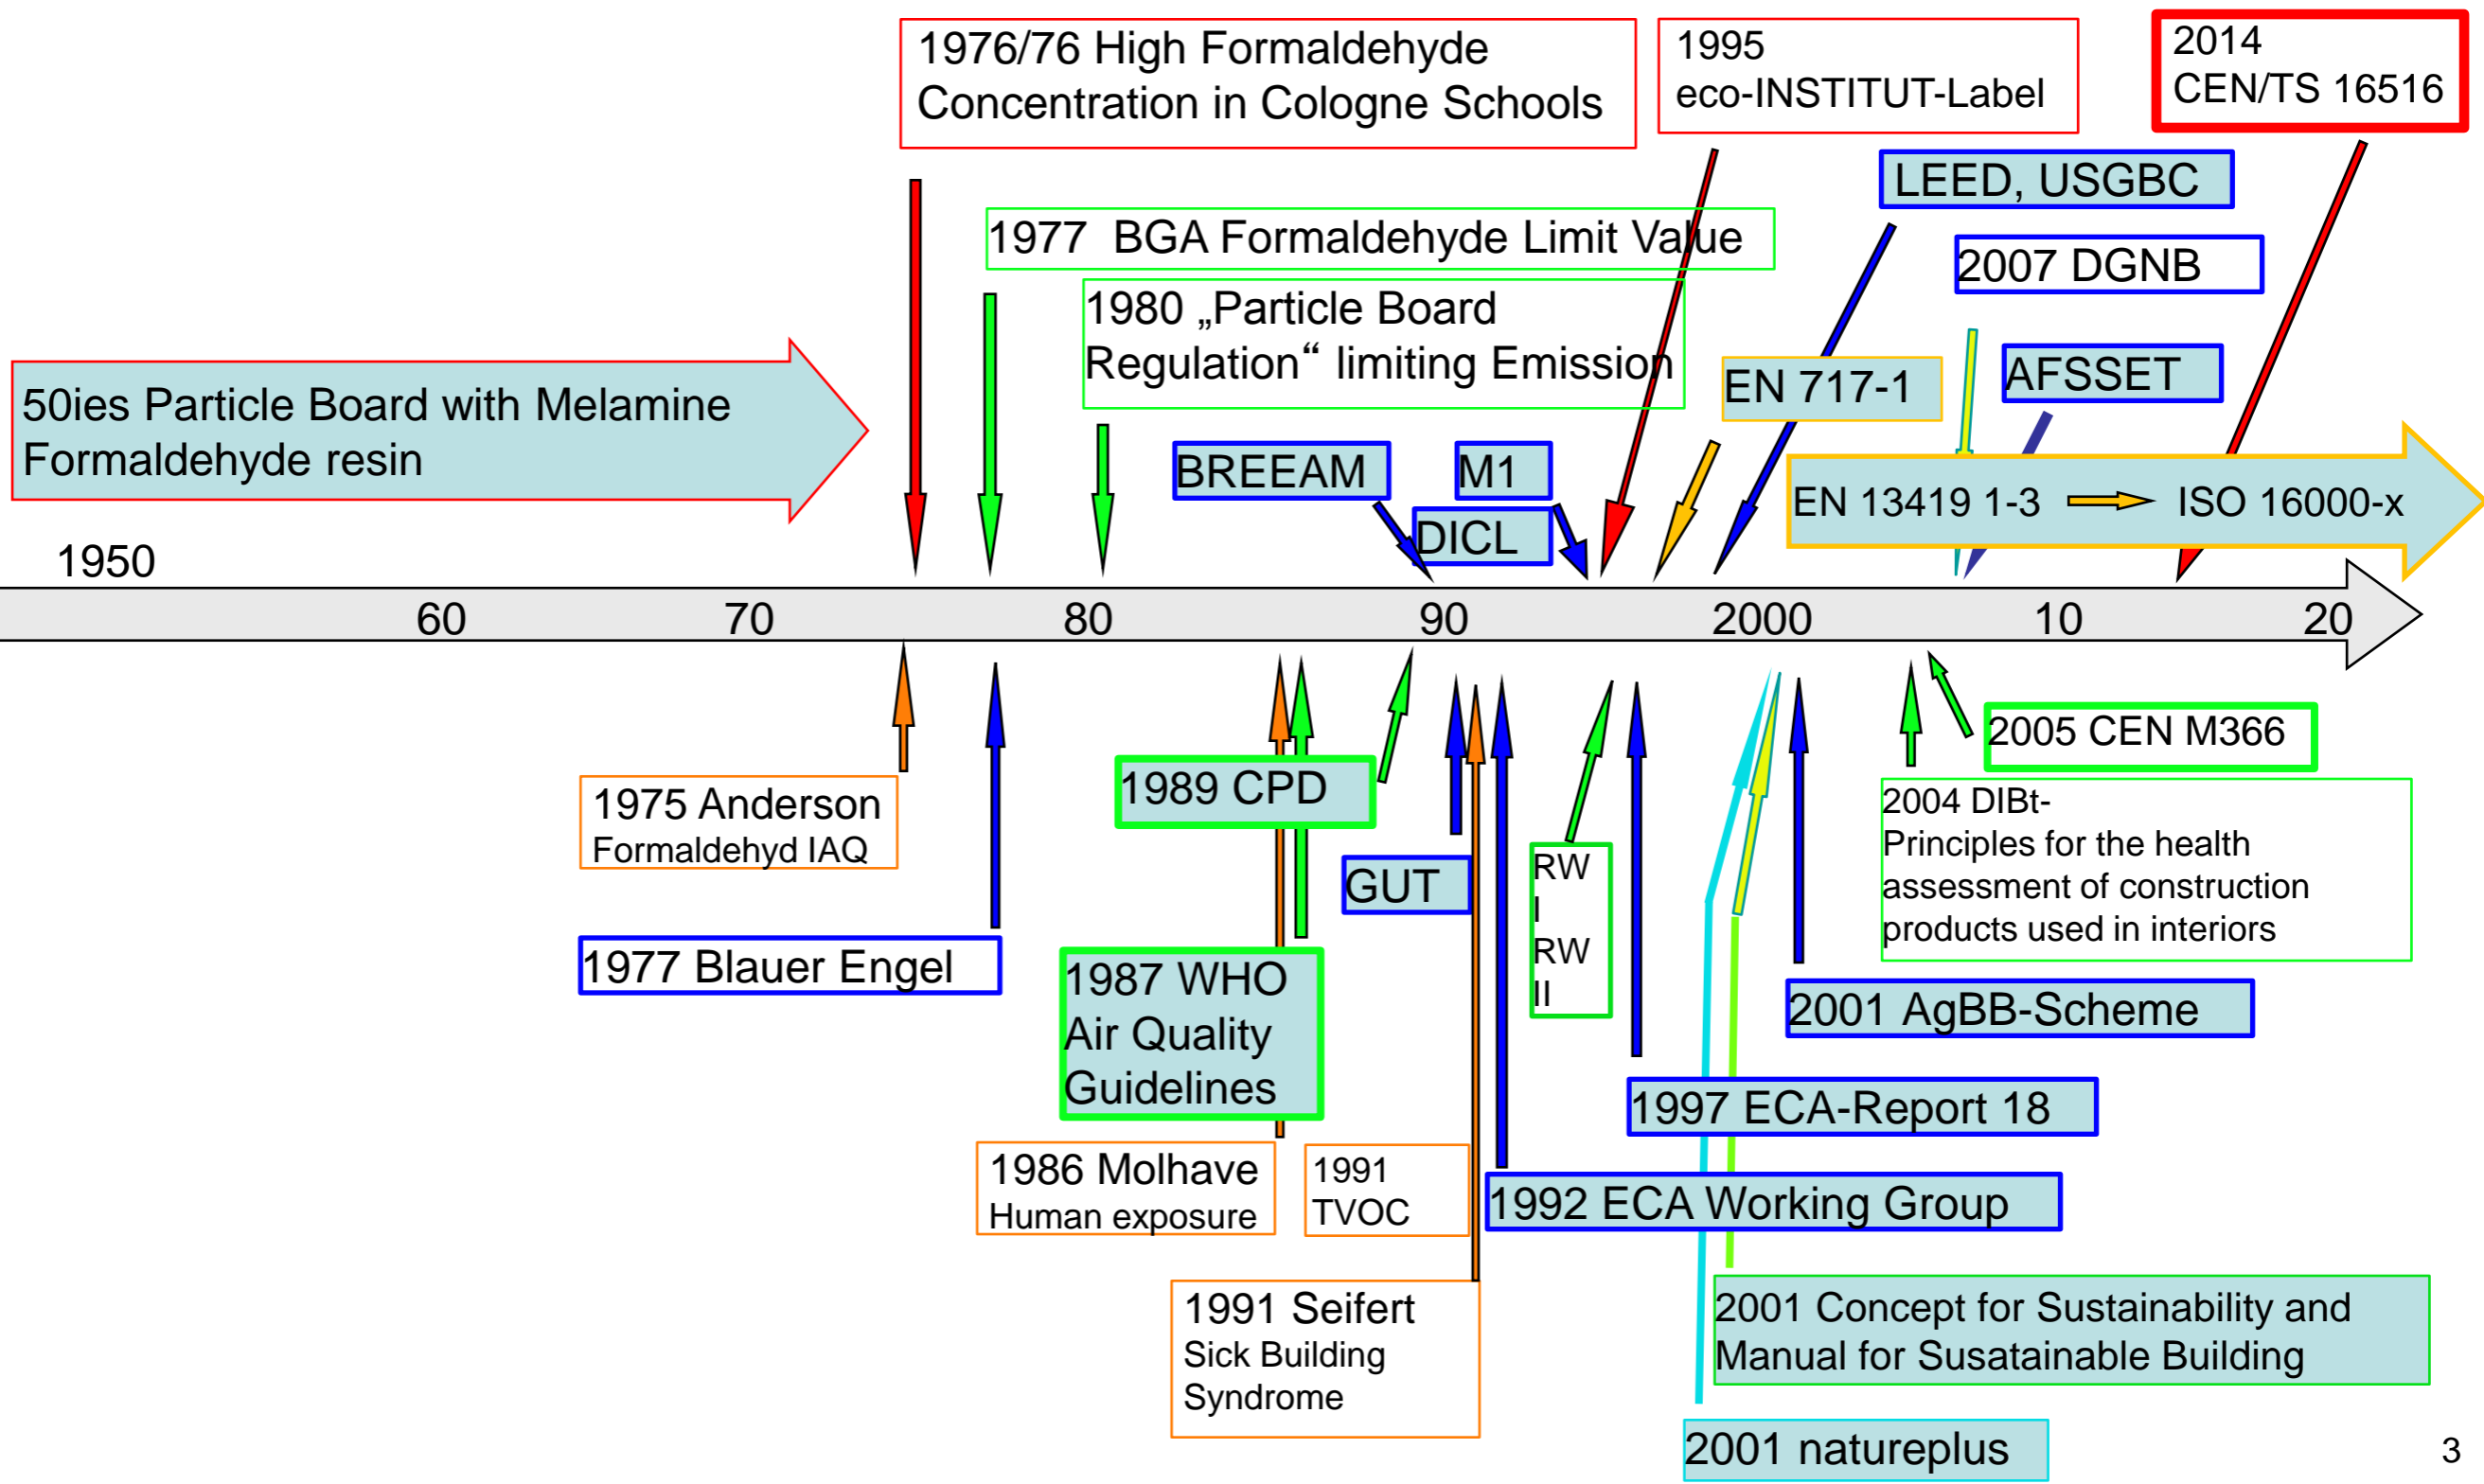 1976/76 High Formaldehyde
Concentration in Cologne Schools
1995
eco-INSTITUT-Label
2014
CEN/TS 16516
LEED, USGBC
1977 BGA Formaldehyde Limit Value
2007 DGNB
1980 „Particle Board
Regulation“ limiting Emission
EN 717-1
AFSSET
50ies Particle Board with Melamine
Formaldehyde resin
BREEAM
M1
DICL
EN 13419 1-3
ISO 16000-x
1950
60
70
80
90
2000
10
20
1975 Anderson
Formaldehyd IAQ
1977 Blauer Engel
1989 CPD
GUT
RW
I
RW
II
2005 CEN M366
2004 DIBt-
Principles for the health
assessment of construction
products used in interiors
1987 WHO
Air Quality
Guidelines
2001 AgBB-Scheme
1997 ECA-Report 18
1986 Molhave
Human exposure
1991
TVOC
1992 ECA Working Group
1991 Seifert
Sick Building
Syndrome
2001 Concept for Sustainability and
Manual for Susatainable Building
2001 natureplus
3